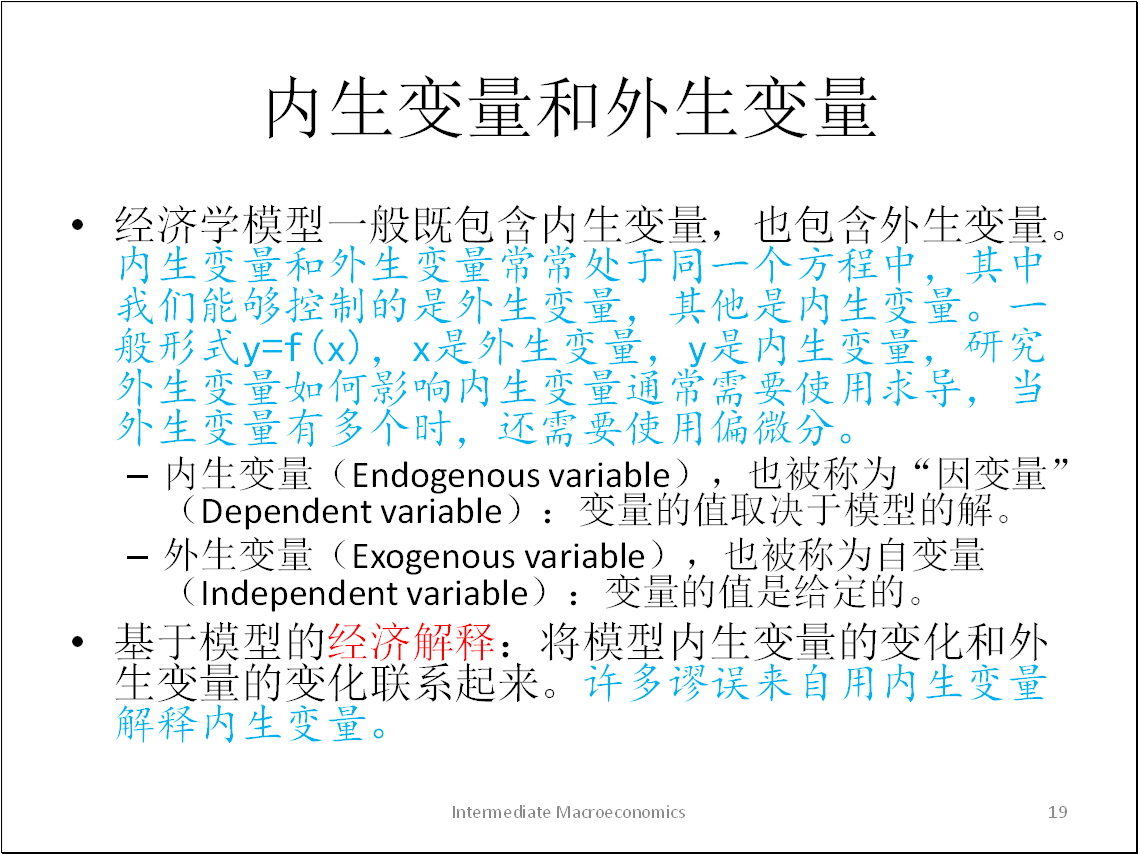 内生变量和外生变量
• 经济学模型一般既包含内生变量，也包含外生变量。
内生变量和外生变量常常处于同一个方程中，其中
我们能够控制的是外生变量，其他是内生变量。一
般形式y=f(x)，x是外生变量，y是内生变量，研究
外生变量如何影响内生变量通常需要使用求导，当
外生变量有多个时，还需要使用偏微分。
– 内生变量（Endogenous variable），也被称为“因变量”
（Dependent variable）：变量的值取决于模型的解。
– 外生变量（Exogenous variable），也被称为自变量
（Independent variable）：变量的值是给定的。
• 基于模型的经济解释：将模型内生变量的变化和外
生变量的变化联系起来。许多谬误来自用内生变量
解释内生变量。
Intermediate Macroeconomics
19